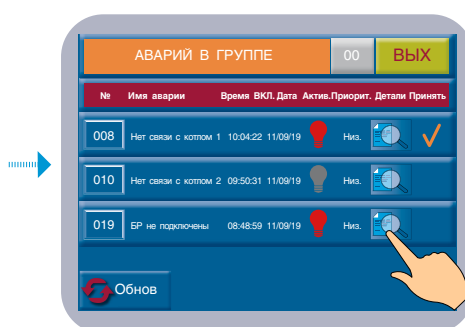 АВАРИЙ В ГРУППЕ 00 ВЫХ
№ Имя аварии Время ВКЛ. Дата Актив. Приорит. Детали Принять
008 Нет связи с котлом 1 10:04:22 11/09/19 Низ.
010 Нет связи с котлом 2 09:50:31 11/09/19 Низ.
019 БР не подключены 08:48:59 11/09/19 Низ.
Обнов